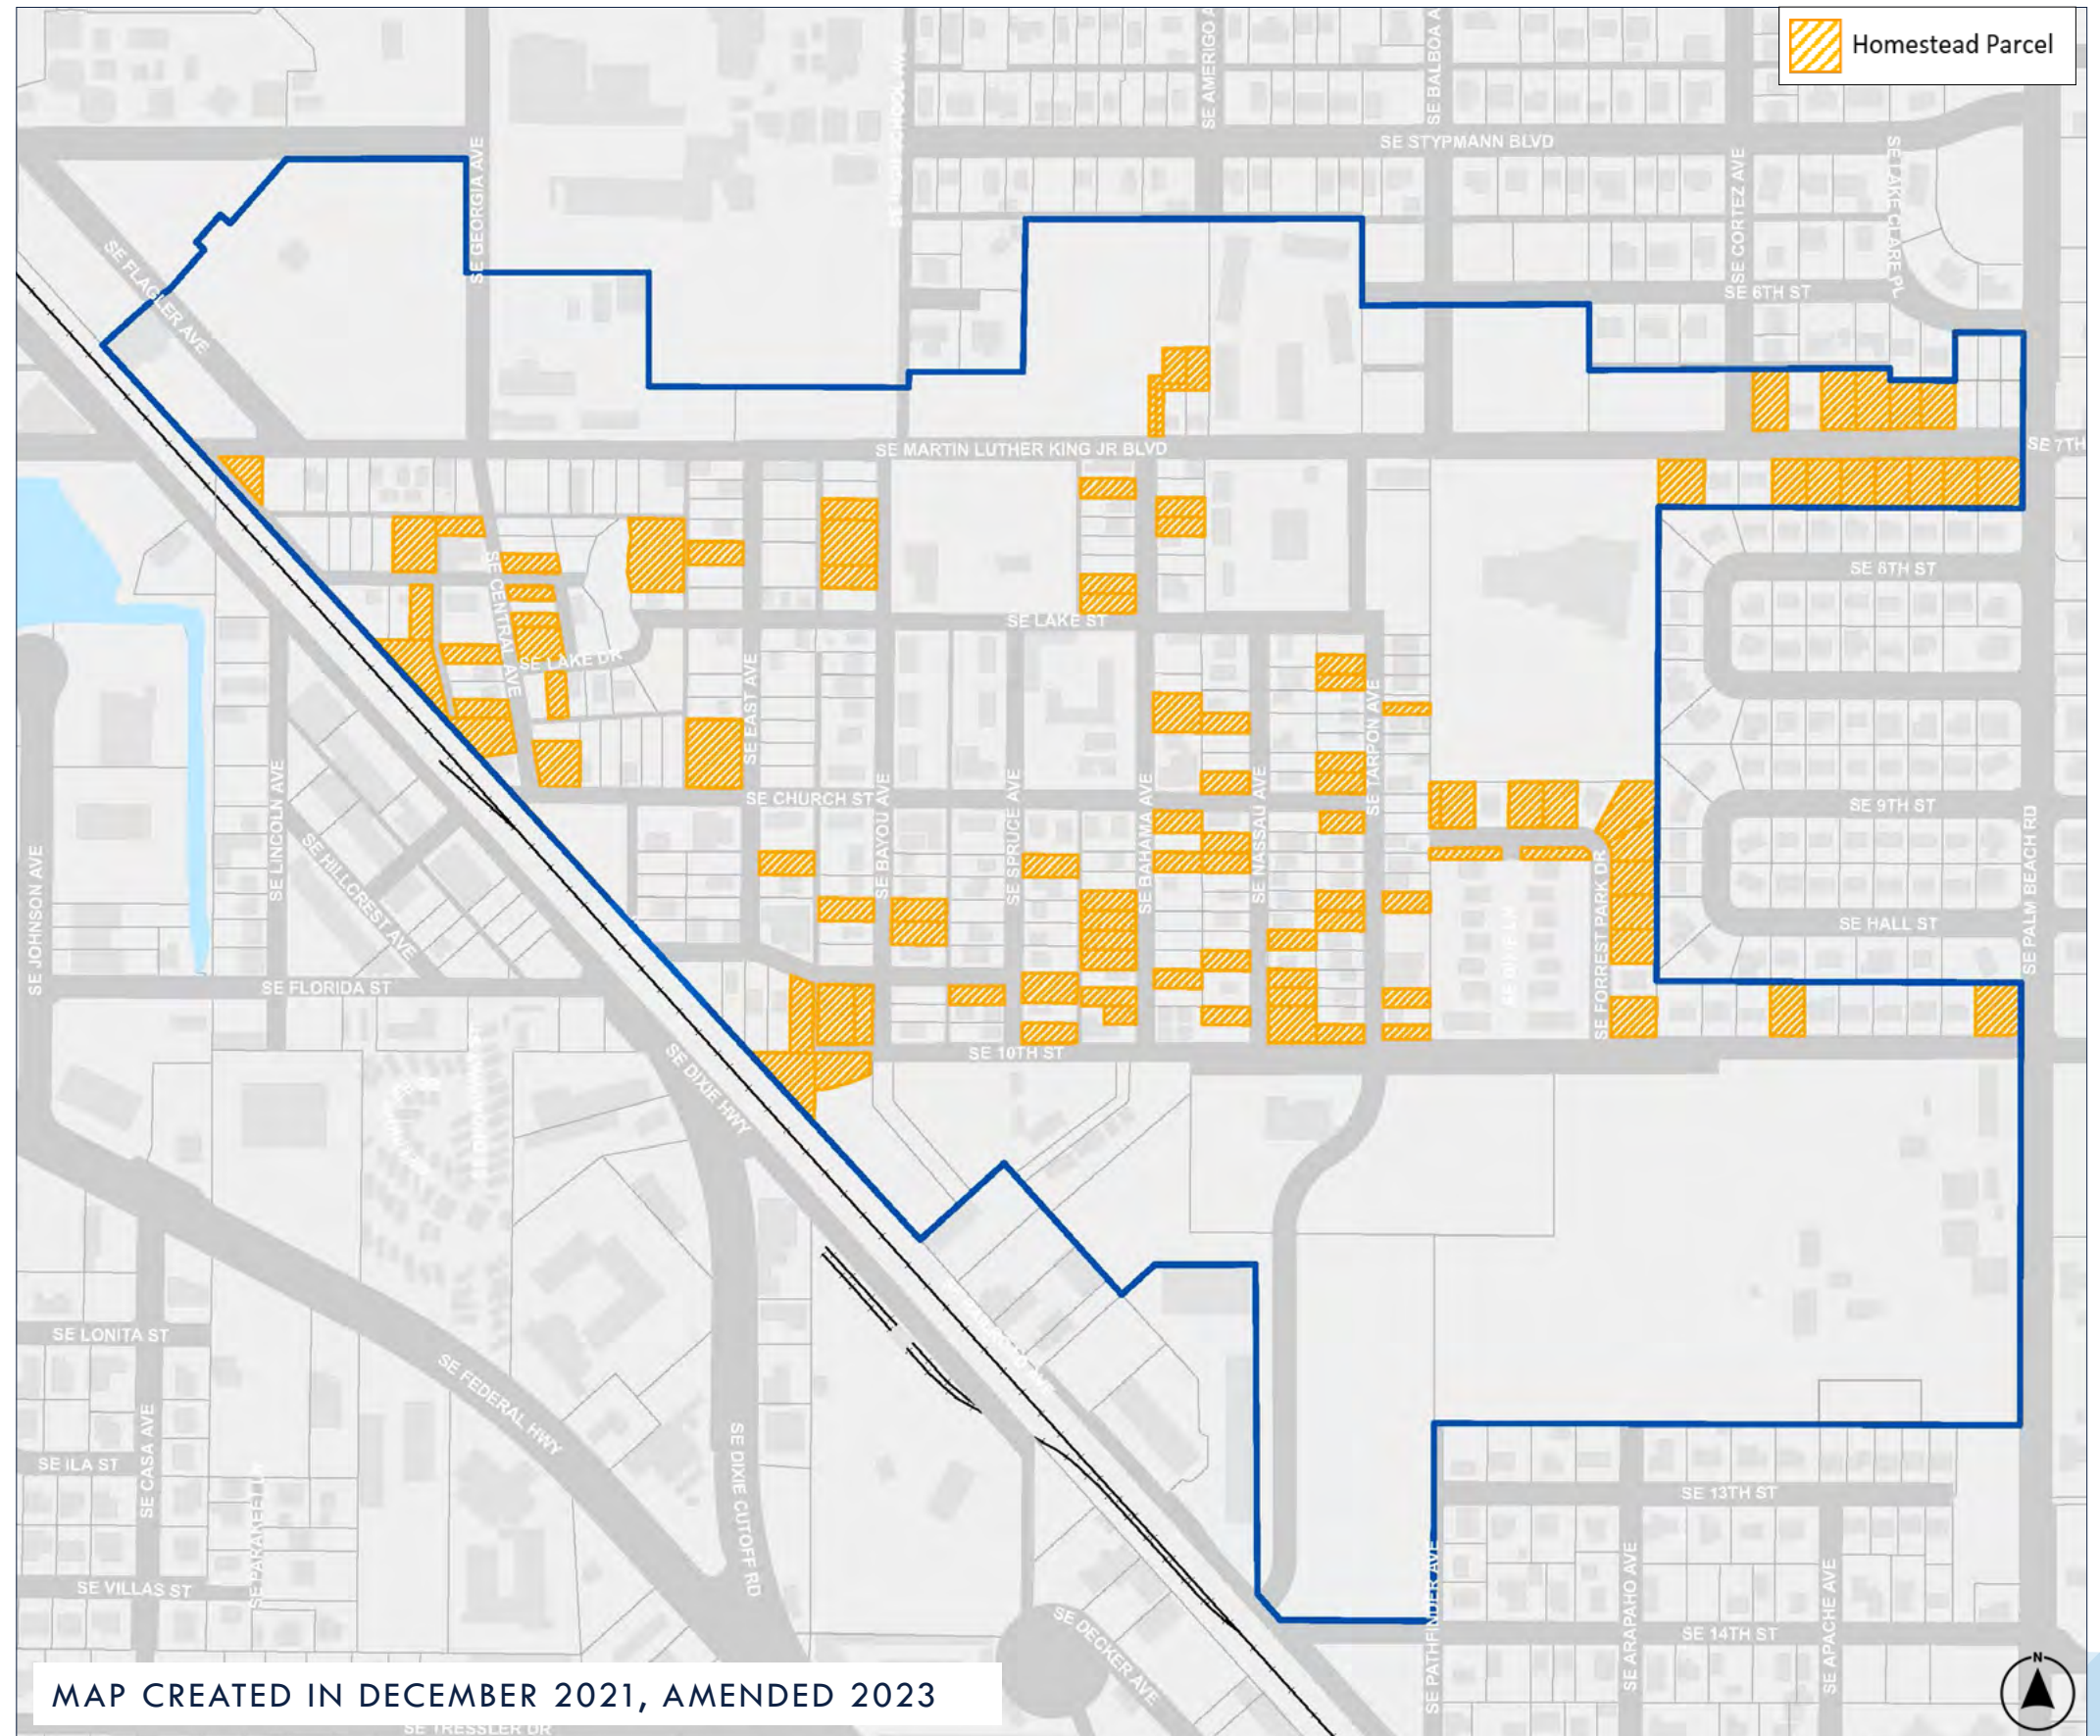 Homestead Parcel
SE AMERIGO A
SE BALBOA A
SE STYPMANN BLVD
SE GEORGIA AVE
SE CORTEZ AVE
SE LAKE CLARE PL
SE FLAGLER AVE
SE 6TH ST
SE MARTIN LUTHER KING JR BLVD
SE 7TH
SE CENTRAL AVE
SE 8TH ST
SE LAKE ST
SE LAKE DR
SE EAST AVE
SE TARPON AVE
SE LINCOLN AVE
SE CHURCH ST
SE BAYOU AVE
SE SPRUCE AVE
SE BAHAMA AVE
SE NASSAU AVE
SE 9TH ST
SE PALM BEACH RD
SE JOHNSON AVE
SE HILLCREST AVE
SE FORREST PARK DR
SE HALL ST
SE FLORIDA ST
SE 10TH ST
SE DIXIE HWY
SE LONITA ST
SE FEDERAL HWY
SE CASA AVE
SE ILA ST
SE PARAKEET LN
SE DIXIE CUTOFF RD
SE 13TH ST
SE VILLAS ST
SE DECKER AVE
SE PATHFINDER AVE
SE ARAPAHO AVE
SE APACHE AVE
SE 14TH ST
N
MAP CREATED IN DECEMBER 2021, AMENDED 2023
SE TRESSLER DR